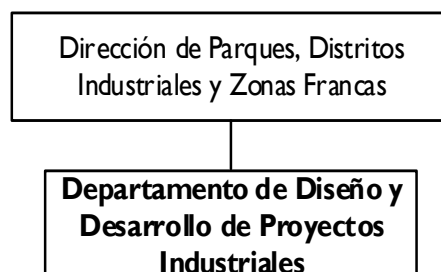 Dirección de Parques, Distritos
Industriales y Zonas Francas
Departamento de Diseño y
Desarrollo de Proyectos
Industriales